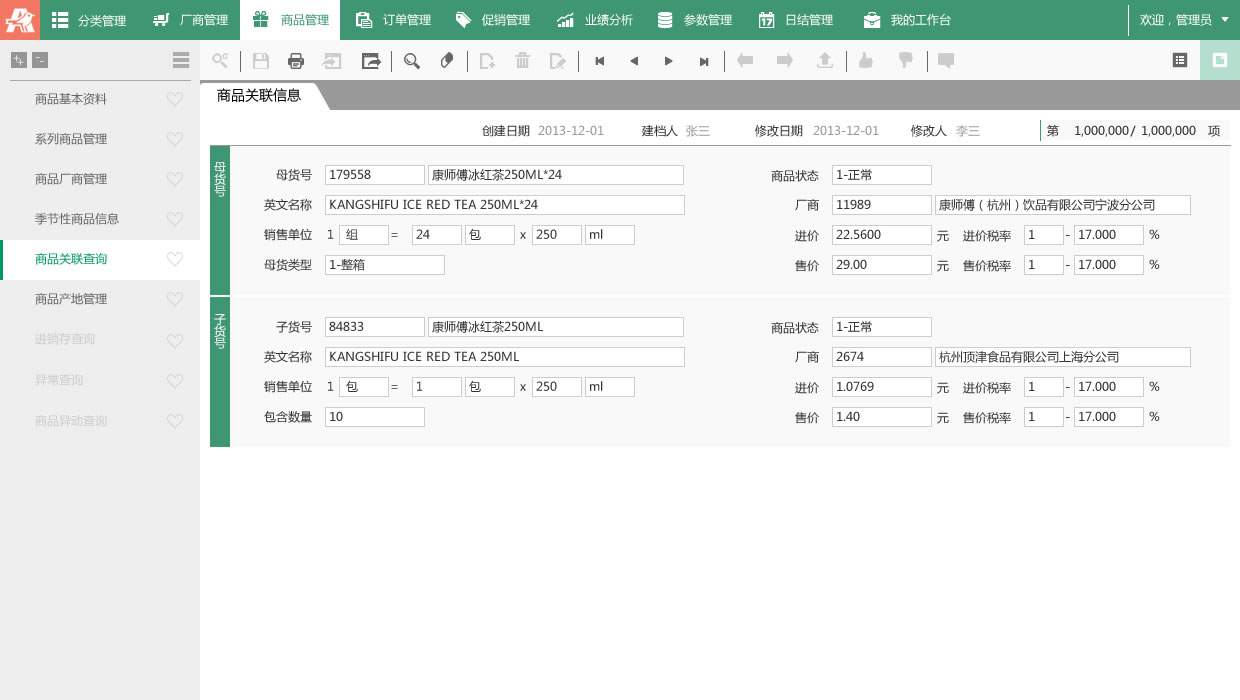 分类管理 厂商管理 商品管理 订单管理 促销管理 业绩分析 参数管理 日结管理 我的工作台 欢迎，管理员
商品基本资料
系列商品管理
商品厂商管理
季节性商品信息
商品关联查询
商品产地管理
进销存查询
异常查询
商品异动查询
商品关联信息
创建日期 2013-12-01 建档人 张三 修改日期 2013-12-01 修改人 李三 第 1,000,000/ 1,000,000 项
母货号
母货号 179558 康师傅冰红茶250ML*24 商品状态 1-正常
英文名称 KANGSHIFU ICE RED TEA 250ML*24 厂商 11989 康师傅（杭州）饮品有限公司宁波分公司
销售单位 1 组 = 24 包 x 250 ml 进价 22.5600 元 进价税率 1 - 17.000 %
母货类型 1-整箱 售价 29.00 元 售价税率 1 - 17.000 %
子货号
子货号 84833 康师傅冰红茶250ML 商品状态 1-正常
英文名称 KANGSHIFU ICE RED TEA 250ML 厂商 2674 杭州顶津食品有限公司上海分公司
销售单位 1 包 = 1 包 x 250 ml 进价 1.0769 元 进价税率 1 - 17.000 %
包含数量 10 售价 1.40 元 售价税率 1 - 17.000 %